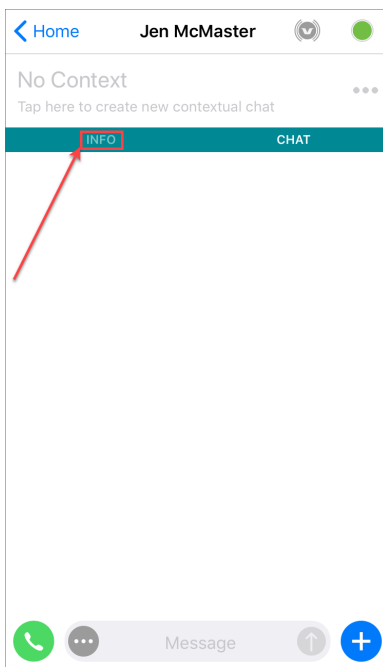 Home
Jen McMaster
No Context
Tap here to create new contextual chat
INFO
CHAT
Message